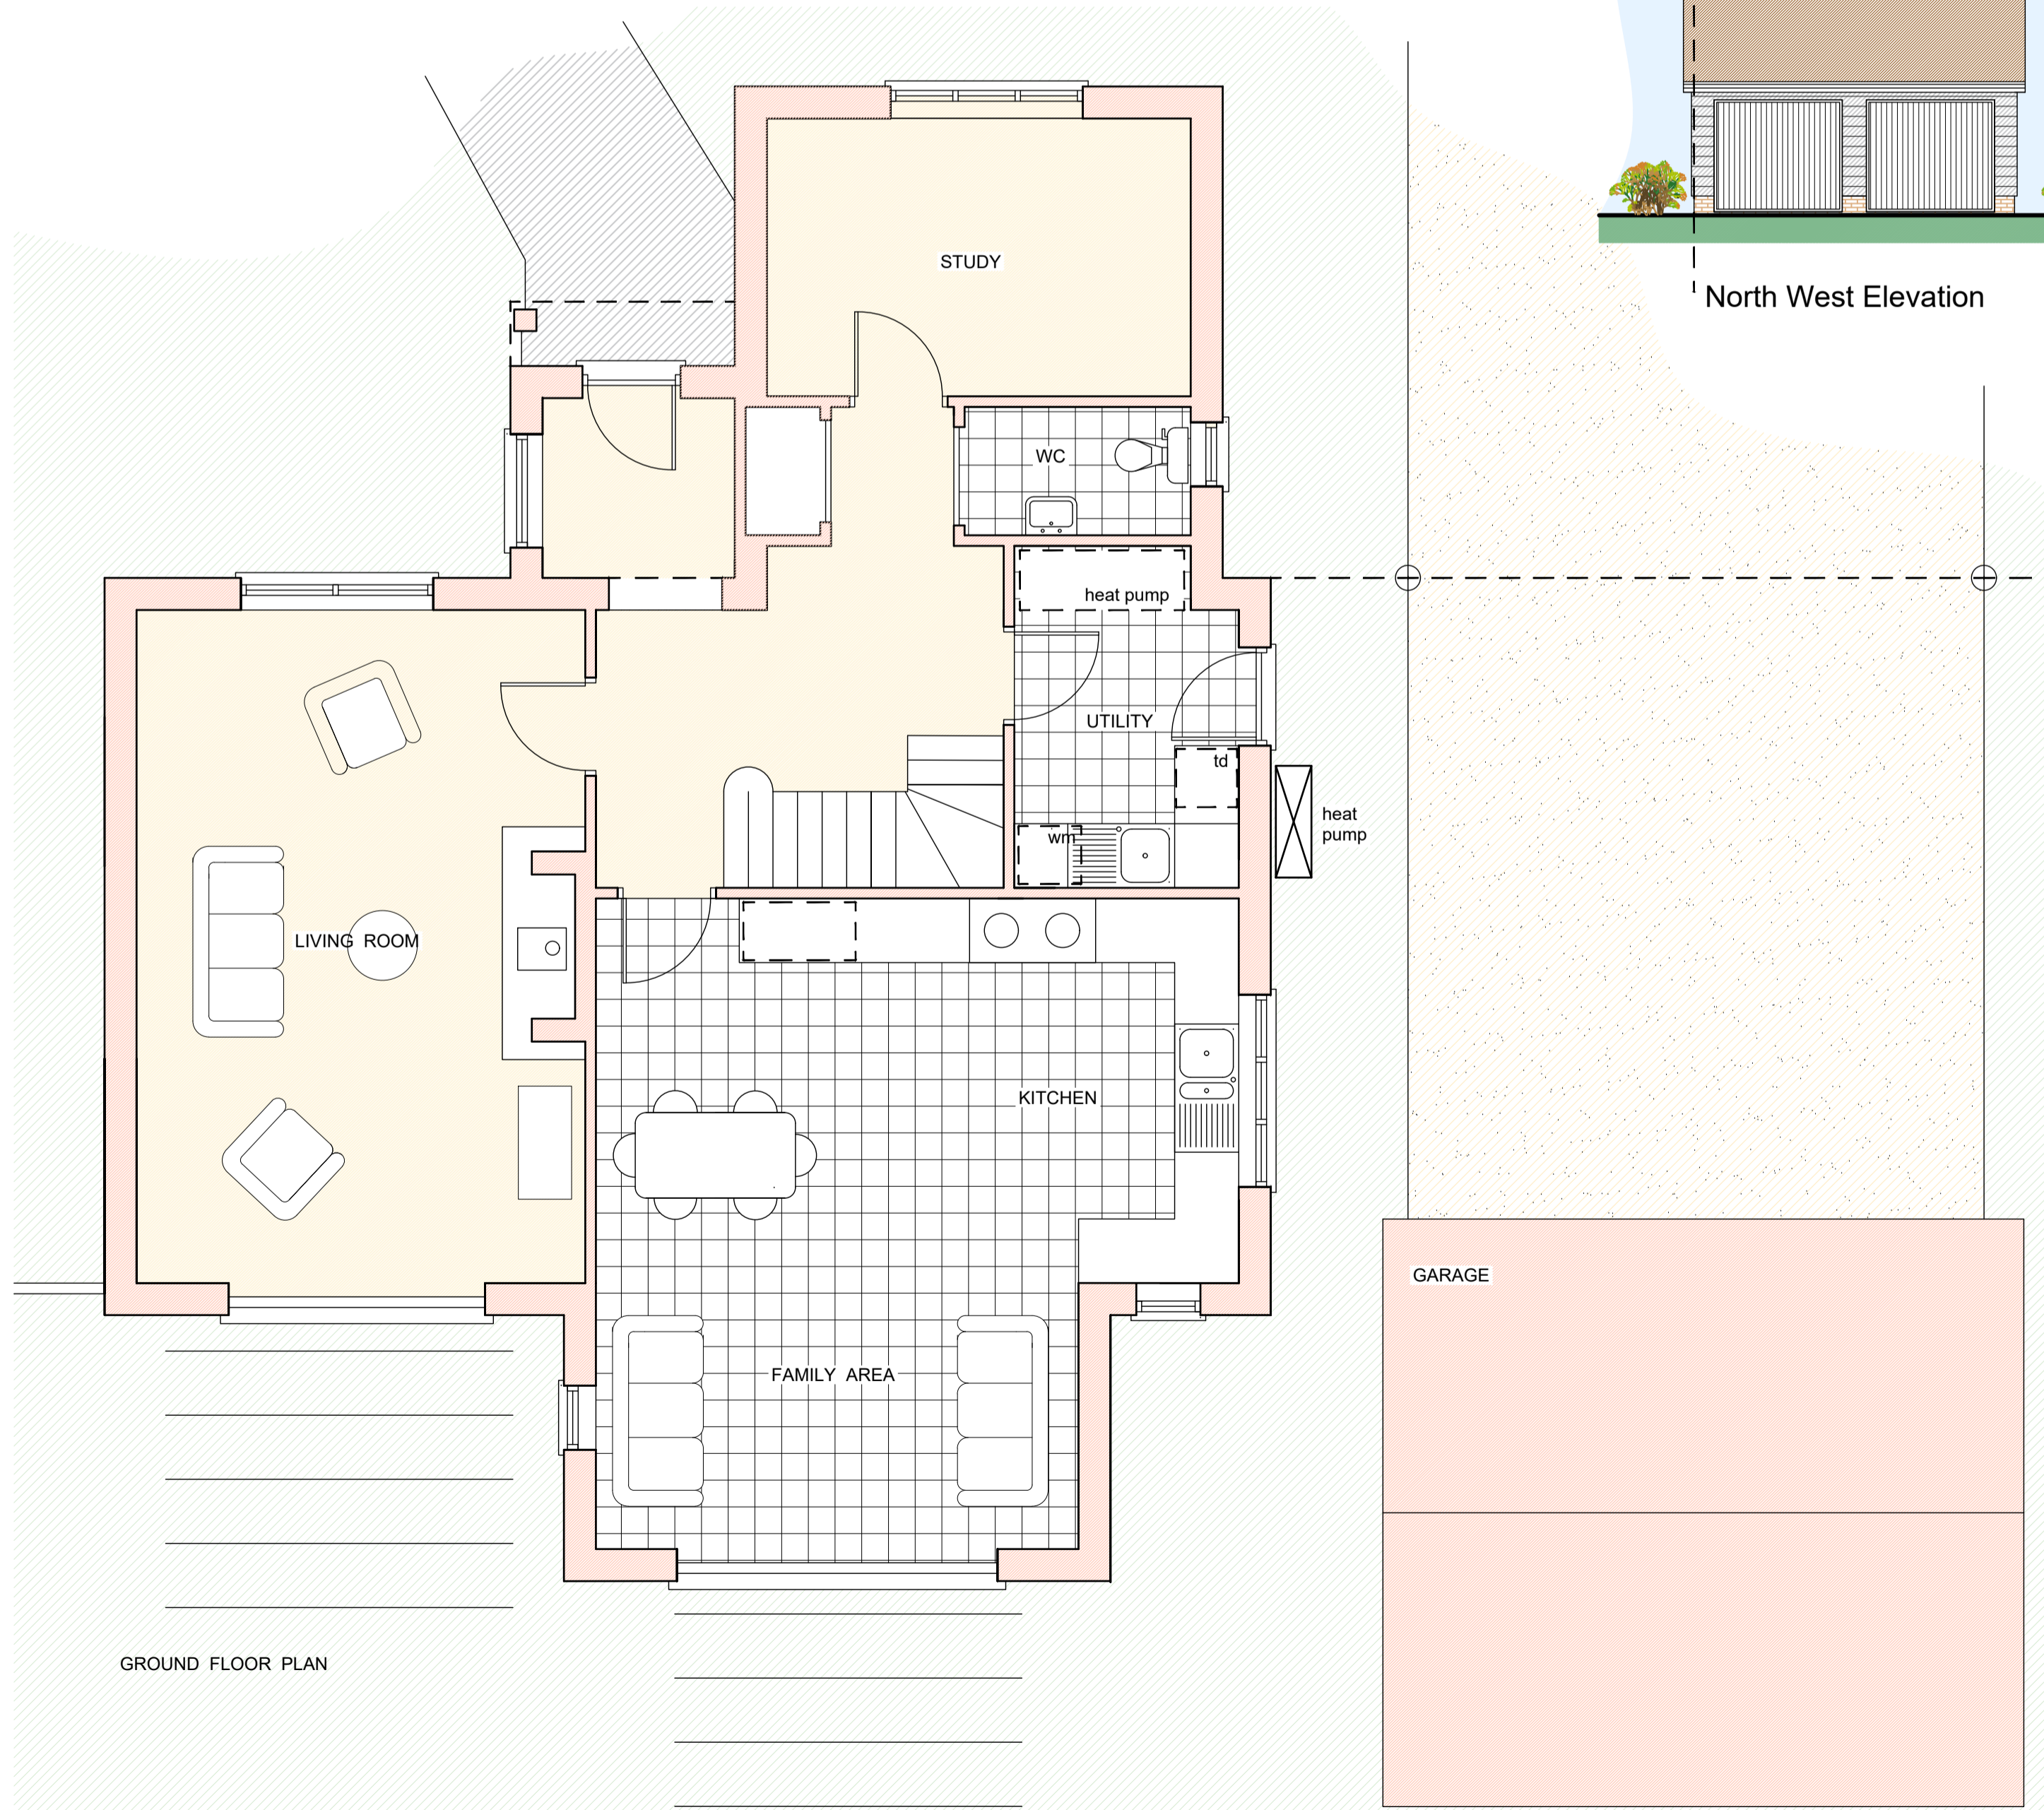 STUDY
North West Elevation
WC
heat pump
UTILITY
td
heat
pump
wm
LIVING ROOM
KITCHEN
GARAGE
FAMILY AREA
GROUND FLOOR PLAN